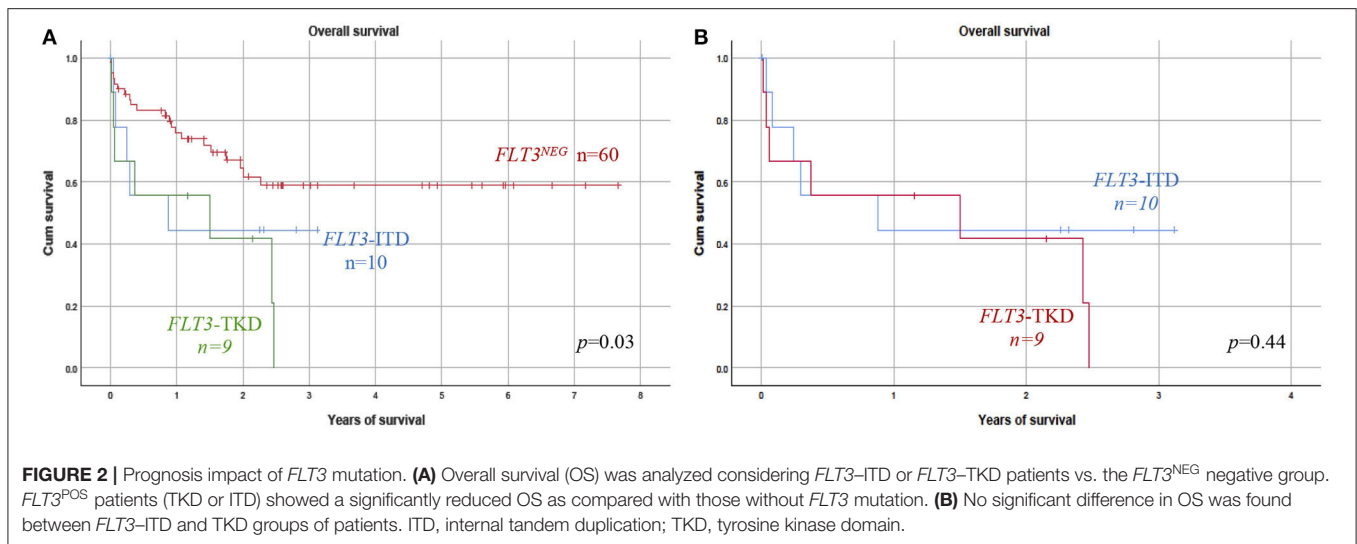 A
Overall survival
Cum survival
1.0
0.8
0.6
0.4
0.2
0.0
FLT3NEG n=60
FLT3-ITD
n=10
FLT3-TKD
n=9
p=0.03
0 1 2 3 4 5 6 7 8
Years of survival
B
Overall survival
Cum survival
1.0
0.8
0.6
0.4
0.2
0.0
FLT3-ITD
n=10
FLT3-TKD
n=9
p=0.44
0 1 2 3 4
Years of survival
FIGURE 2 | Prognosis impact of FLT3 mutation. (A) Overall survival (OS) was analyzed considering FLT3–ITD or FLT3–TKD patients vs. the FLT3NEG negative group.
FLT3POS patients (TKD or ITD) showed a significantly reduced OS as compared with those without FLT3 mutation. (B) No significant difference in OS was found
between FLT3–ITD and TKD groups of patients. ITD, internal tandem duplication; TKD, tyrosine kinase domain.